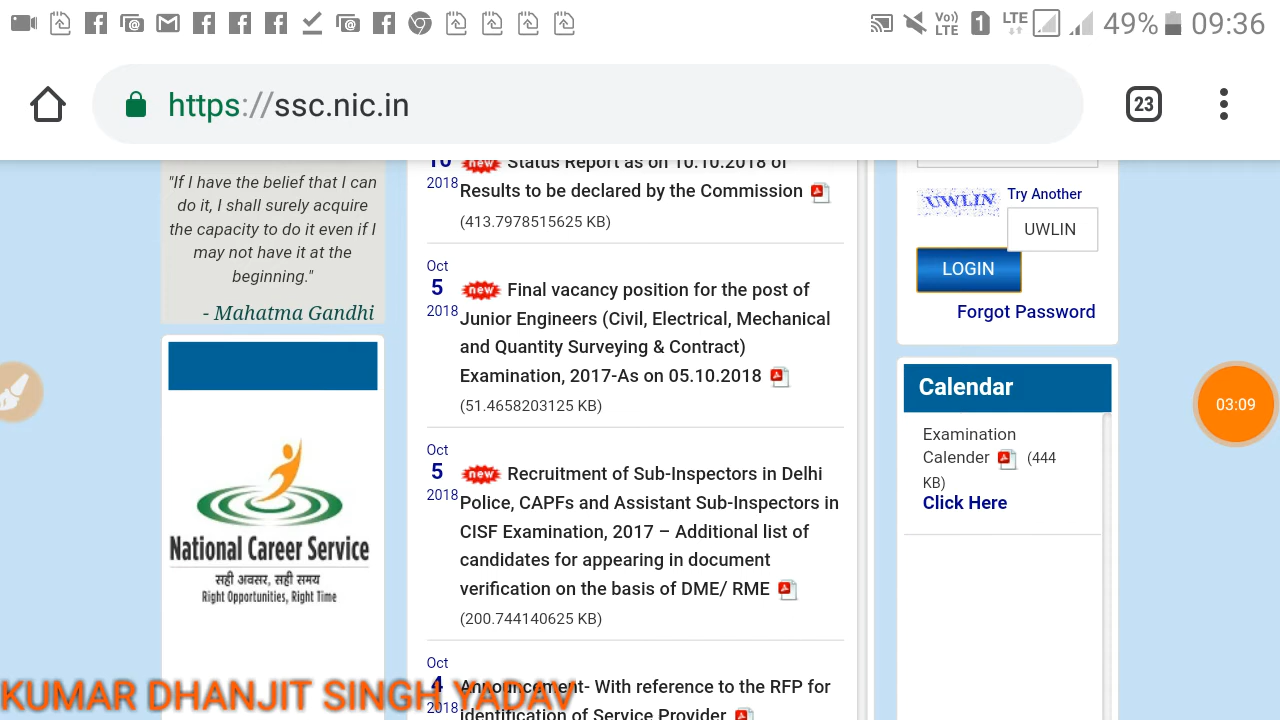 Vo)) LTE 1 LTE 49% 09:36
https://ssc.nic.in
23
"If I have the belief that I can
do it, I shall surely acquire
the capacity to do it even if I
may not have it at the
beginning."
- Mahatma Gandhi
National Career Service
सही अवसर, सही समय
Right Opportunities, Right Time
10
2018
new Status Report as on 10.10.2018 of
Results to be declared by the Commission
(413.7978515625 KB)
Oct
5
2018
new Final vacancy position for the post of
Junior Engineers (Civil, Electrical, Mechanical
and Quantity Surveying & Contract)
Examination, 2017-As on 05.10.2018
(51.4658203125 KB)
Oct
5
2018
new Recruitment of Sub-Inspectors in Delhi
Police, CAPFs and Assistant Sub-Inspectors in
CISF Examination, 2017 – Additional list of
candidates for appearing in document
verification on the basis of DME/ RME
(200.744140625 KB)
Oct
4
2018
Announcement- With reference to the RFP for
identification of Service Provider
UWLIN
Try Another
UWLIN
LOGIN
Forgot Password
Calendar
Examination
Calender (444
KB)
Click Here
03:09
KUMAR DHANJIT SINGH YADAV